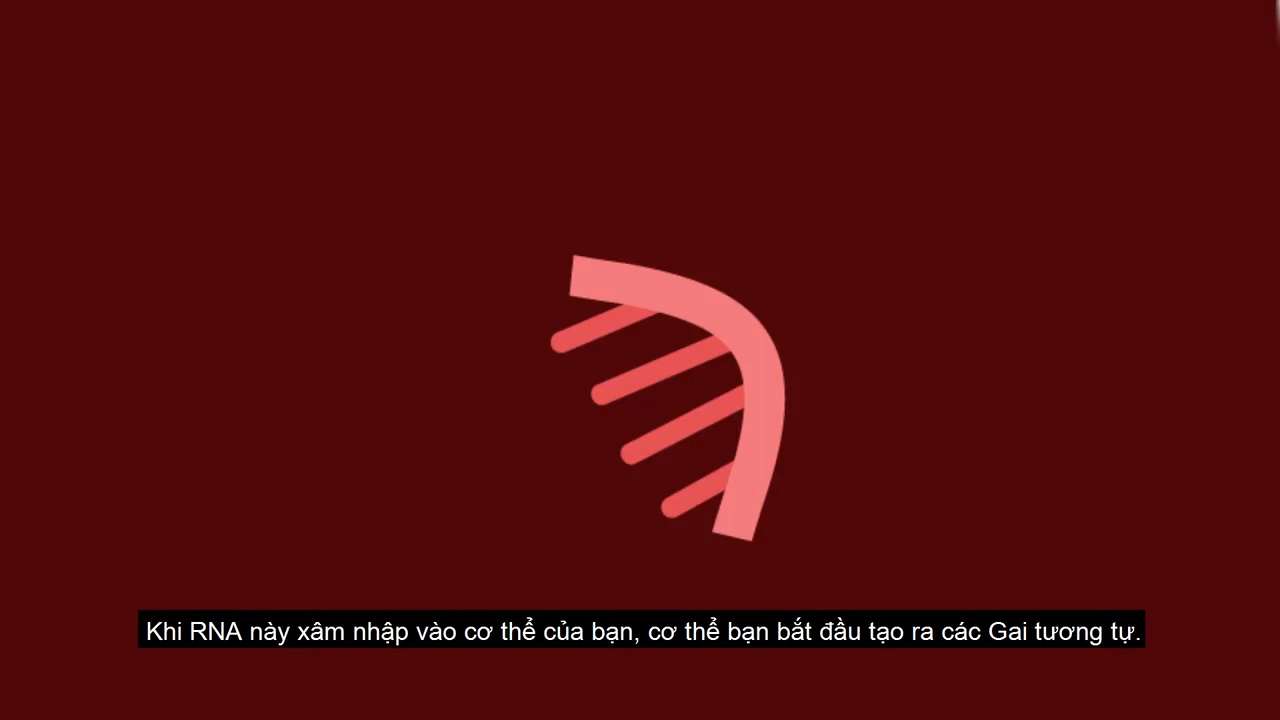 Khi RNA này xâm nhập vào cơ thể của bạn, cơ thể bạn bắt đầu tạo ra các Gai tương tự.